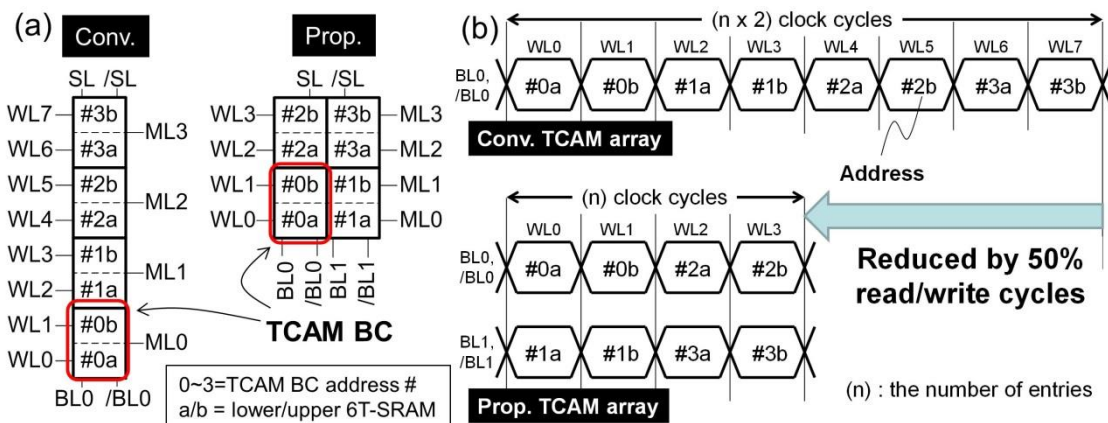 (a)
Conv.
SL /SL
WL7 #3b
ML3
WL6 #3a
WL5 #2b
ML2
WL4 #2a
WL3 #1b
ML1
WL2 #1a
WL1 #0b
ML0
WL0 #0a
BL0 /BL0
Prop.
SL /SL
WL3 #2b #3b ML3
WL2 #2a #3a ML2
WL1 #0b #1b ML1
WL0 #0a #1a ML0
BL0 /BL0 BL1 /BL1
TCAM BC
0~3=TCAM BC address #
a/b = lower/upper 6T-SRAM
(b)
(n x 2) clock cycles
WL0 WL1 WL2 WL3 WL4 WL5 WL6 WL7
BL0,
/BL0
#0a #0b #1a #1b #2a #2b #3a #3b
Conv. TCAM array
Address
(n) clock cycles
WL0 WL1 WL2 WL3
BL0,
/BL0
#0a #0b #2a #2b
BL1,
/BL1
#1a #1b #3a #3b
Prop. TCAM array
Reduced by 50%
read/write cycles
(n) : the number of entries